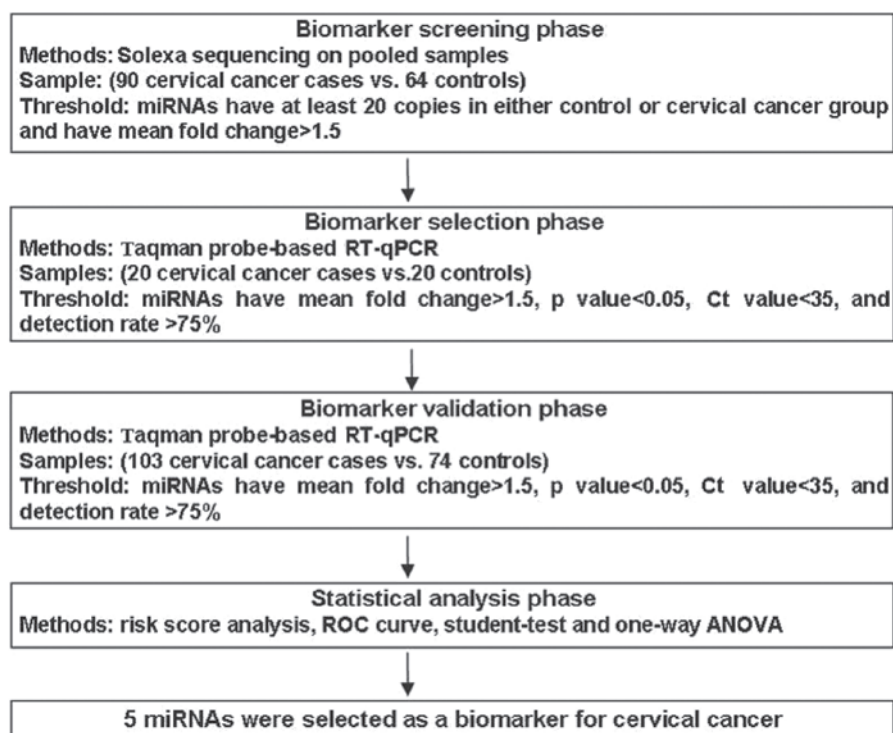 Biomarker screening phase
Methods: Solexa sequencing on pooled samples
Sample: (90 cervical cancer cases vs. 64 controls)
Threshold: miRNAs have at least 20 copies in either control or cervical cancer group
and have mean fold change>1.5
Biomarker selection phase
Methods: Taqman probe-based RT-qPCR
Samples: (20 cervical cancer cases vs.20 controls)
Threshold: miRNAs have mean fold change>1.5, p value<0.05, Ct value<35, and
detection rate >75%
Biomarker validation phase
Methods: Taqman probe-based RT-qPCR
Samples: (103 cervical cancer cases vs. 74 controls)
Threshold: miRNAs have mean fold change>1.5, p value<0.05, Ct value<35, and
detection rate >75%
Statistical analysis phase
Methods: risk score analysis, ROC curve, student-test and one-way ANOVA
5 miRNAs were selected as a biomarker for cervical cancer